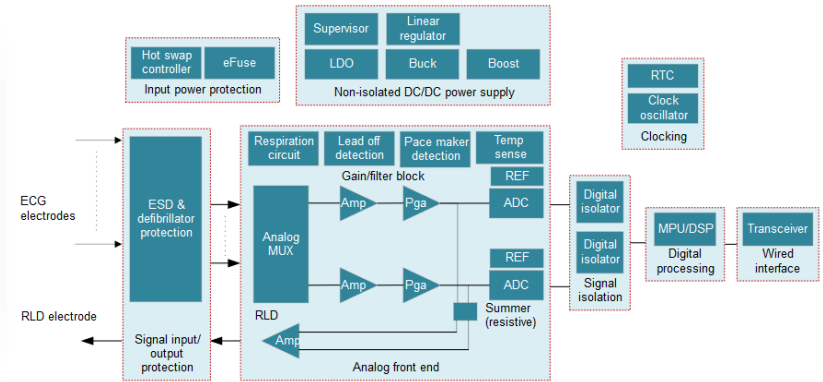 Supervisor
Linear
regulator
LDO
Buck
Boost
Non-isolated DC/DC power supply
Hot swap
controller
eFuse
Input power protection
RTC
Clock
oscillator
Clocking
ECG
electrodes
RLD electrode
ESD &
defibrillator
protection
Signal input/
output
protection
Respiration
circuit
Lead off
detection
Pace maker
detection
Temp
sense
Gain/filter block
Analog
MUX
Amp
Pga
REF
ADC
Amp
Pga
REF
ADC
RLD
Amp
Summer
(resistive)
Analog front end
Digital
isolator
Digital
isolator
Signal
isolation
MPU/DSP
Digital
processing
Transceiver
Wired
interface